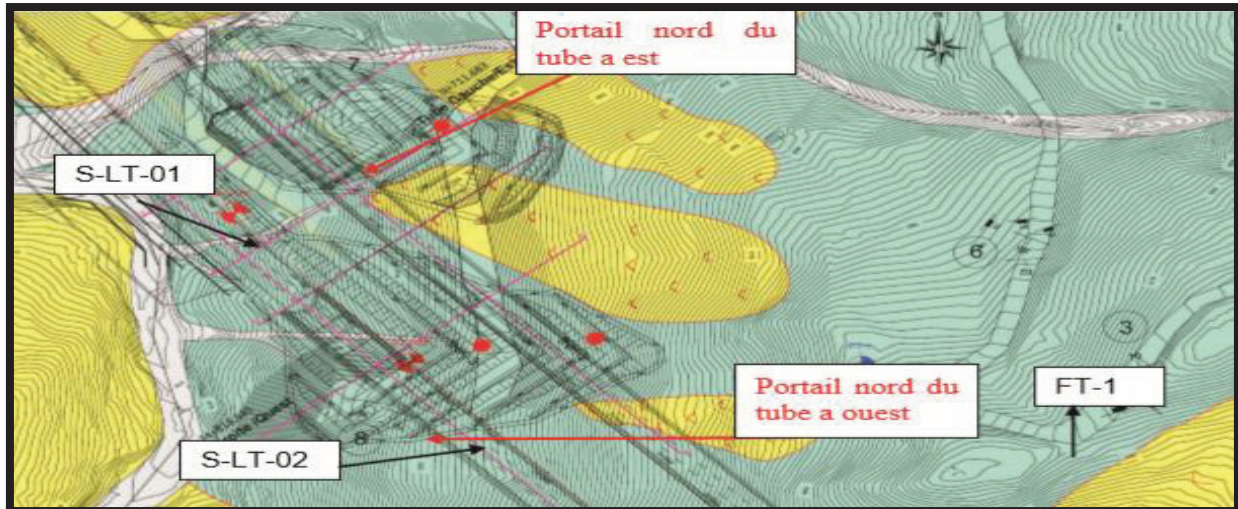 Portail nord du
tube a est
7
S-LT-01
6
3
Portail nord du
tube a ouest
FT-1
8
S-LT-02